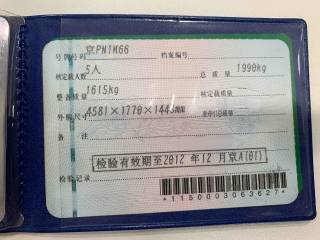 号牌号码 京PN1M66 档案编号
核定载人数 5人 总质量 1990kg
整备质量 1615kg 核定载质量
外廓尺寸 4581×1770×1443mm 准牵引总质量
备注
检验有效期至2012年12月京A(01)
检验记录
*1150003063627*